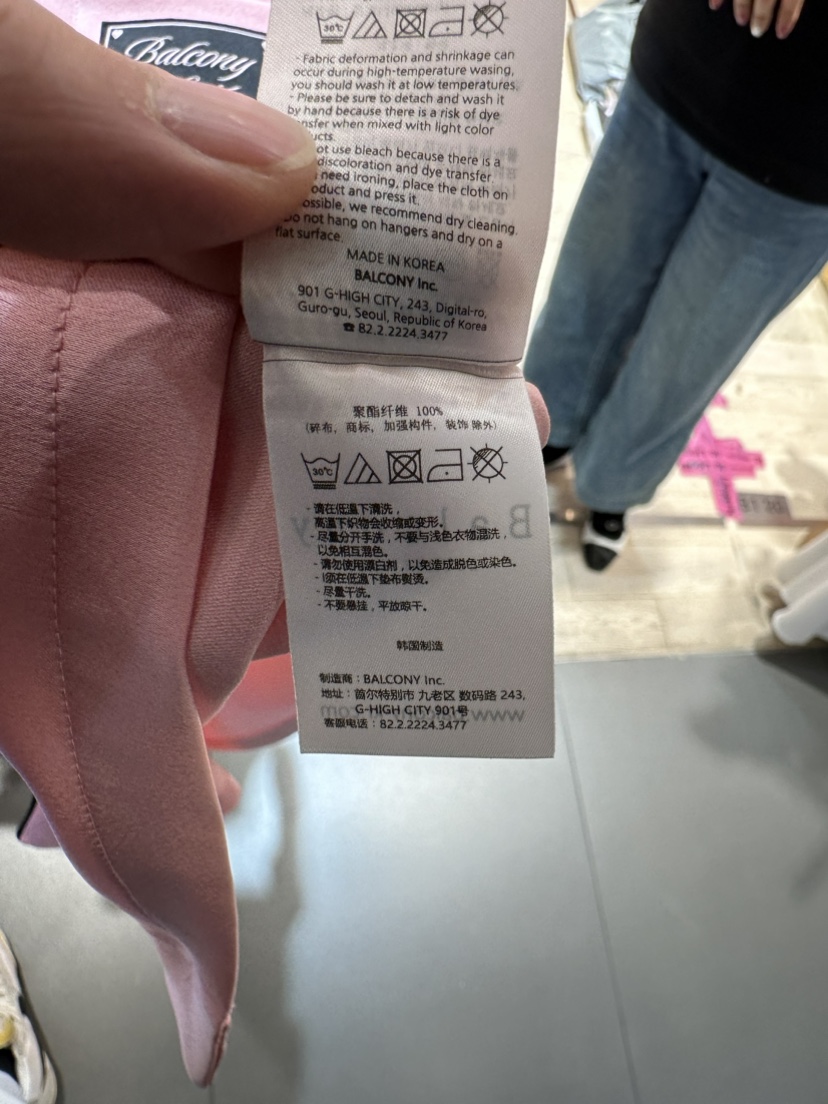 Balcony
30℃
- Fabric deformation and shrinkage can
occur during high-temperature wasing,
you should wash it at low temperatures.
- Please be sure to detach and wash it
by hand because there is a risk of dye
when mixed with light color
use bleach because there is a
discoloration and dye transfer.
need ironing, place the cloth on
and press it.
we recommend dry cleaning.
not hang on hangers and dry on a
flat surface.
MADE IN KOREA
BALCONY Inc.
901 G-HIGH CITY, 243, Digital-ro,
Guro-gu, Seoul, Republic of Korea
☎ 82.2.2224.3477
聚酯纤维 100%
(碎布, 商标, 加强构件, 装饰 除外)
30℃
- 请在低温下清洗,
高温下织物会收缩或变形。
- 尽量分开手洗, 不要与浅色衣物混洗,
以免相互混色。
- 请勿使用漂白剂, 以免造成脱色或染色。
- 须在低温下垫布熨烫。
- 尽量干洗。
- 不要悬挂, 平放晾干。
韩国制造
制造商 : BALCONY Inc.
地址 : 首尔特别市 九老区 数码路 243,
G-HIGH CITY 901号
客服电话 : 82.2.2224.3477